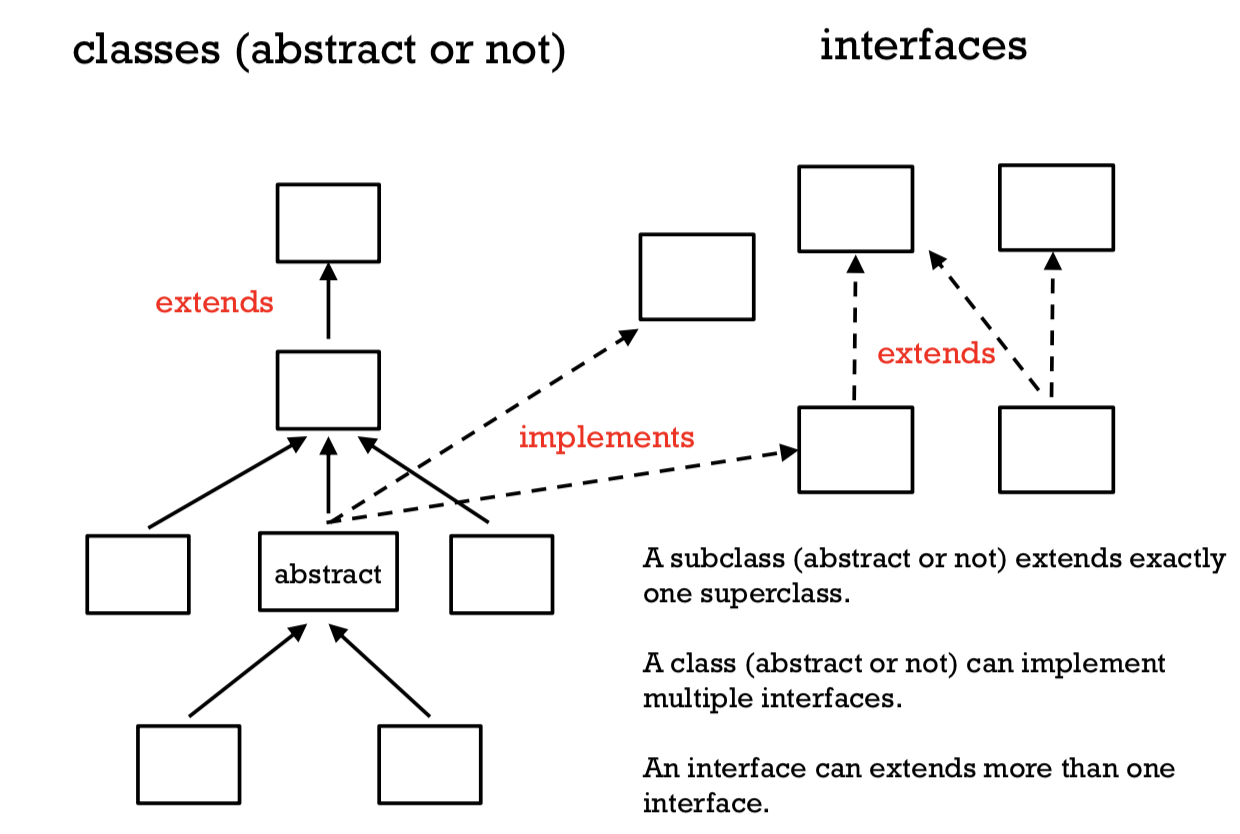 classes (abstract or not)
interfaces
extends
extends
implements
abstract
A subclass (abstract or not) extends exactly
one superclass.
A class (abstract or not) can implement
multiple interfaces.
An interface can extends more than one
interface.